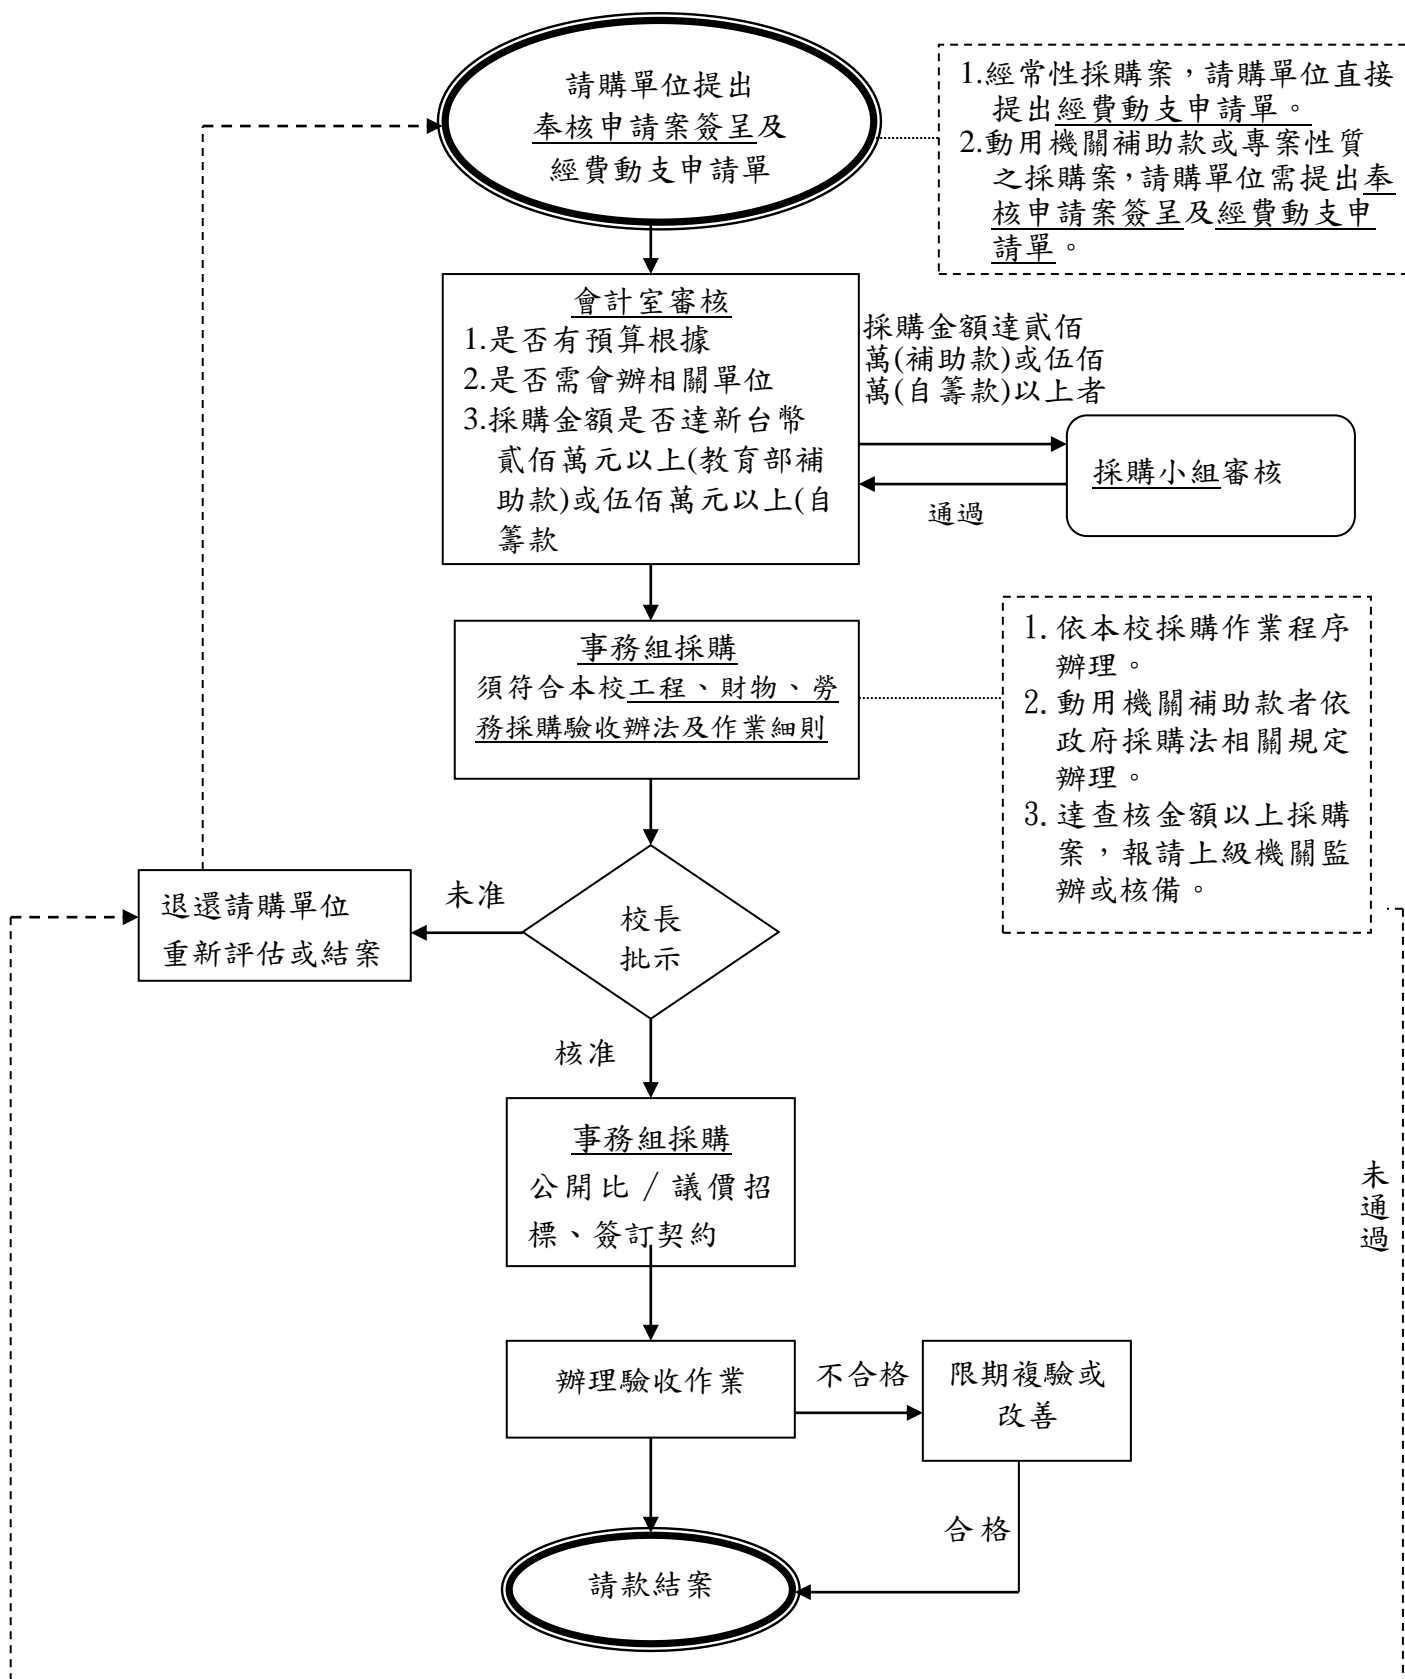 請購單位提出
奉核申請案簽呈及
經費動支申請單
1.經常性採購案，請購單位直接
提出經費動支申請單。
2.動用機關補助款或專案性質
之採購案，請購單位需提出奉
核申請案簽呈及經費動支申
請單。
會計室審核
1.是否有預算根據
2.是否需會辦相關單位
3.採購金額是否達新台幣
貳佰萬元以上(教育部補
助款)或伍佰萬元以上(自
籌款
採購金額達貳佰
萬(補助款)或伍佰
萬(自籌款)以上者
採購小組審核
通過
事務組採購
須符合本校工程、財物、勞
務採購驗收辦法及作業細則
1. 依本校採購作業程序
辦理。
2. 動用機關補助款者依
政府採購法相關規定
辦理。
3. 達查核金額以上採購
案，報請上級機關監
辦或核備。
退還請購單位
重新評估或結案
未准
校長
批示
核准
事務組採購
公開比／議價招
標、簽訂契約
未
通
過
辦理驗收作業
不合格
限期複驗或
改善
合格
請款結案